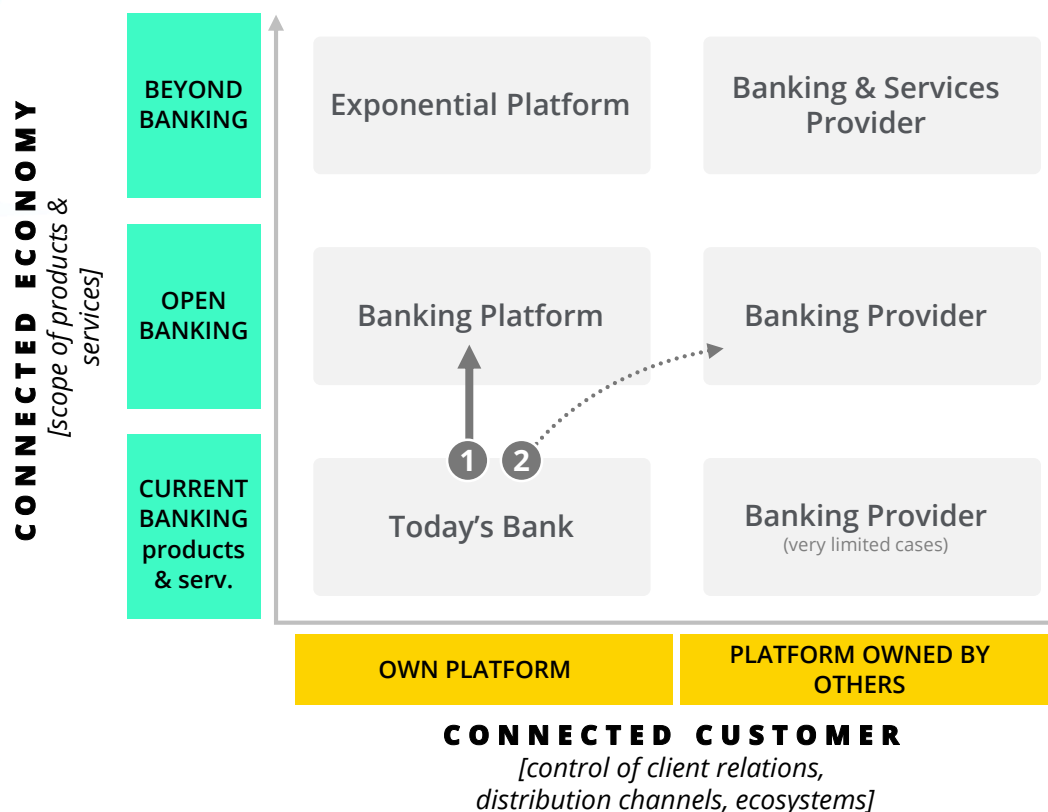 CONNECTED ECONOMY
[scope of products &
services]
BEYOND
BANKING
Exponential Platform
Banking & Services
Provider
OPEN
BANKING
Banking Platform
Banking Provider
1
2
CURRENT
BANKING
products
& serv.
Today's Bank
Banking Provider
(very limited cases)
OWN PLATFORM
PLATFORM OWNED BY
OTHERS
CONNECTED CUSTOMER
[control of client relations,
distribution channels, ecosystems]